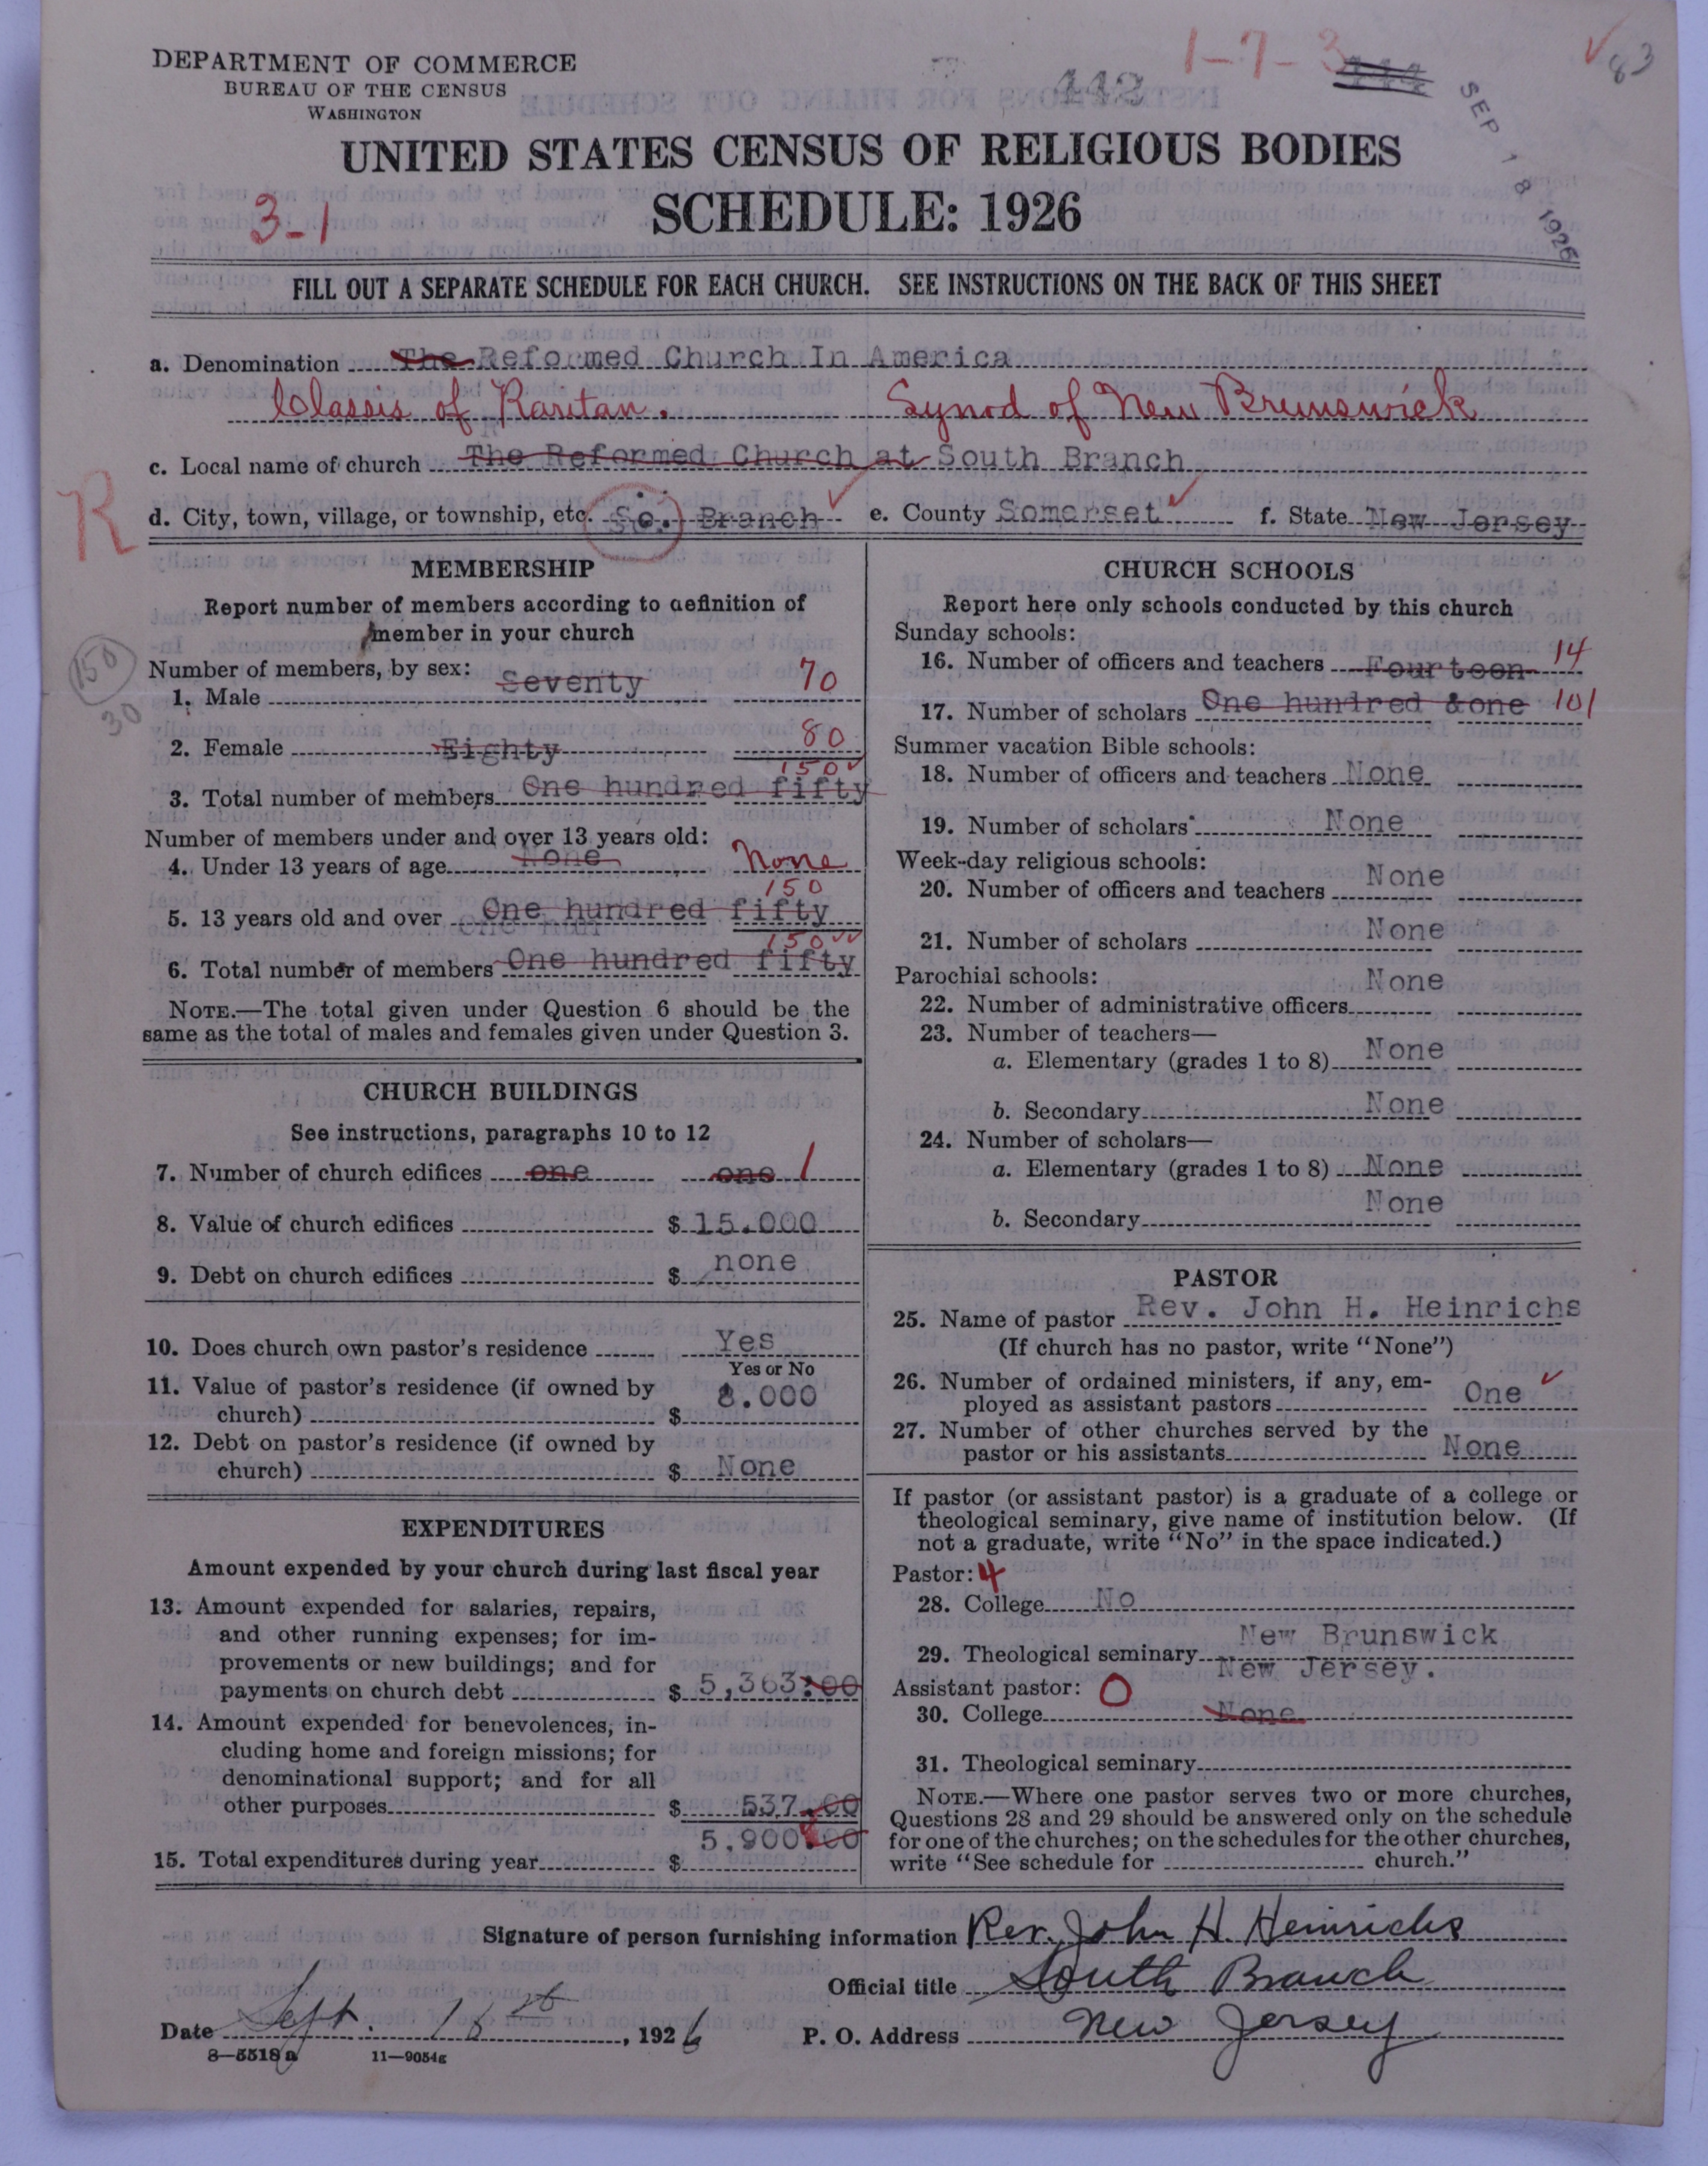 DEPARTMENT OF COMMERCE
BUREAU OF THE CENSUS
WASHINGTON
112
1-7-3
83
SEP 18 1926
UNITED STATES CENSUS OF RELIGIOUS BODIES
SCHEDULE: 1926
3-1
FILL OUT A SEPARATE SCHEDULE FOR EACH CHURCH. SEE INSTRUCTIONS ON THE BACK OF THIS SHEET
a. Denomination The Reformed Church In America
Classis of Raritan. Synod of New Brunswick
c. Local name of church The Reformed Church at South Branch
R
d. City, town, village, or township, etc. So. Branch e. County Somerset f. State New Jersey
MEMBERSHIP
Report number of members according to definition of
member in your church
150
30
Number of members, by sex:
1. Male Seventy 70
2. Female Eighty 80
150
3. Total number of members One hundred fifty
Number of members under and over 13 years old:
4. Under 13 years of age None None
150
5. 13 years old and over One hundred fifty
150
6. Total number of members One hundred fifty
NOTE.—The total given under Question 6 should be the
same as the total of males and females given under Question 3.
CHURCH BUILDINGS
See instructions, paragraphs 10 to 12
7. Number of church edifices one one 1
8. Value of church edifices $ 15.000
9. Debt on church edifices $ none
10. Does church own pastor's residence Yes
Yes or No
11. Value of pastor's residence (if owned by
church) $ 8.000
12. Debt on pastor's residence (if owned by
church) $ None
EXPENDITURES
Amount expended by your church during last fiscal year
13. Amount expended for salaries, repairs,
and other running expenses; for im-
provements or new buildings; and for
payments on church debt $ 5,363.00
14. Amount expended for benevolences, in-
cluding home and foreign missions; for
denominational support; and for all
other purposes $ 537.00
5,900.00
15. Total expenditures during year $
CHURCH SCHOOLS
Report here only schools conducted by this church
Sunday schools:
16. Number of officers and teachers Fourteen 14
17. Number of scholars One hundred &one 101
Summer vacation Bible schools:
18. Number of officers and teachers None
19. Number of scholars None
Week-day religious schools:
20. Number of officers and teachers None
21. Number of scholars None
Parochial schools:
22. Number of administrative officers None
23. Number of teachers—
a. Elementary (grades 1 to 8) None
b. Secondary None
24. Number of scholars—
a. Elementary (grades 1 to 8) None
b. Secondary None
PASTOR
25. Name of pastor Rev. John H. Heinrichs
(If church has no pastor, write "None")
26. Number of ordained ministers, if any, em-
ployed as assistant pastors One
27. Number of other churches served by the
pastor or his assistants None
If pastor (or assistant pastor) is a graduate of a college or
theological seminary, give name of institution below. (If
not a graduate, write "No" in the space indicated.)
Pastor: 4
28. College No
29. Theological seminary New Brunswick
New Jersey.
Assistant pastor: O
30. College None
31. Theological seminary
NOTE.—Where one pastor serves two or more churches,
Questions 28 and 29 should be answered only on the schedule
for one of the churches; on the schedules for the other churches,
write "See schedule for church."
Signature of person furnishing information Rev. John H. Heinrichs
Official title South Branch
Date Sept. 16 , 1926 P. O. Address New Jersey
8-5518a 11—9054g